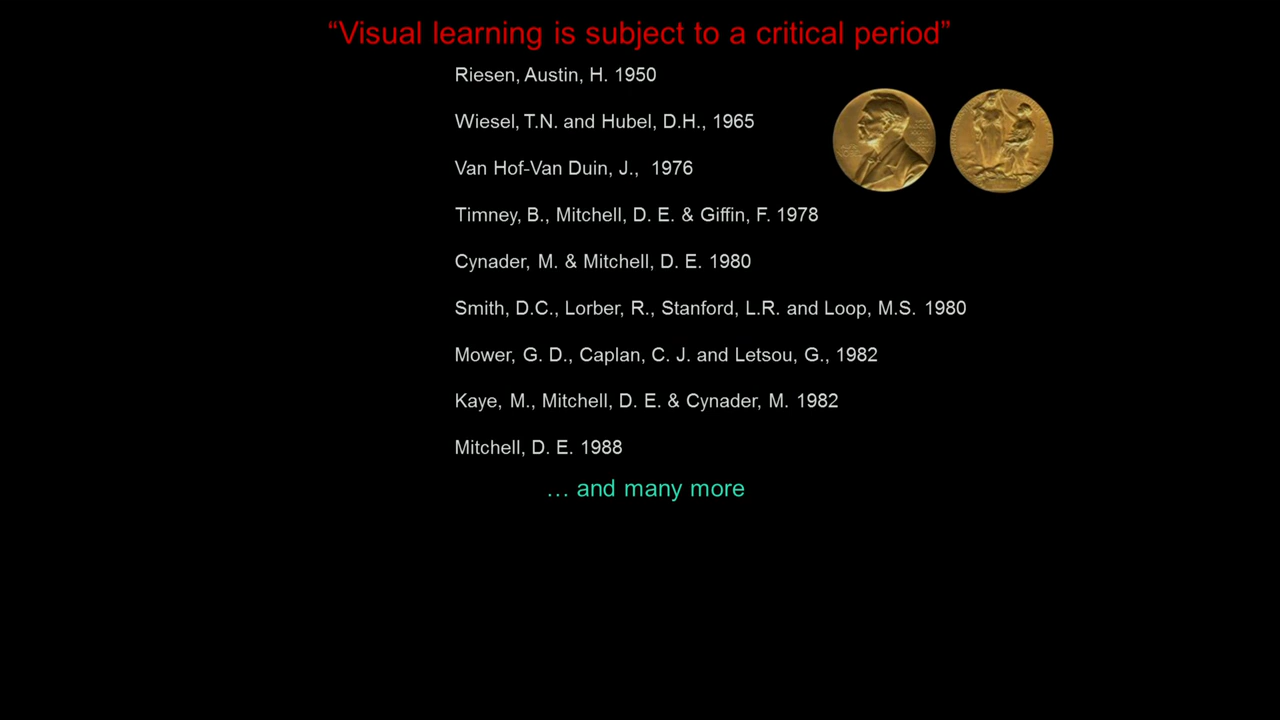 “Visual learning is subject to a critical period”
Riesen, Austin, H. 1950
Wiesel, T.N. and Hubel, D.H., 1965
Van Hof-Van Duin, J., 1976
Timney, B., Mitchell, D. E. & Giffin, F. 1978
Cynader, M. & Mitchell, D. E. 1980
Smith, D.C., Lorber, R., Stanford, L.R. and Loop, M.S. 1980
Mower, G. D., Caplan, C. J. and Letsou, G., 1982
Kaye, M., Mitchell, D. E. & Cynader, M. 1982
Mitchell, D. E. 1988
… and many more